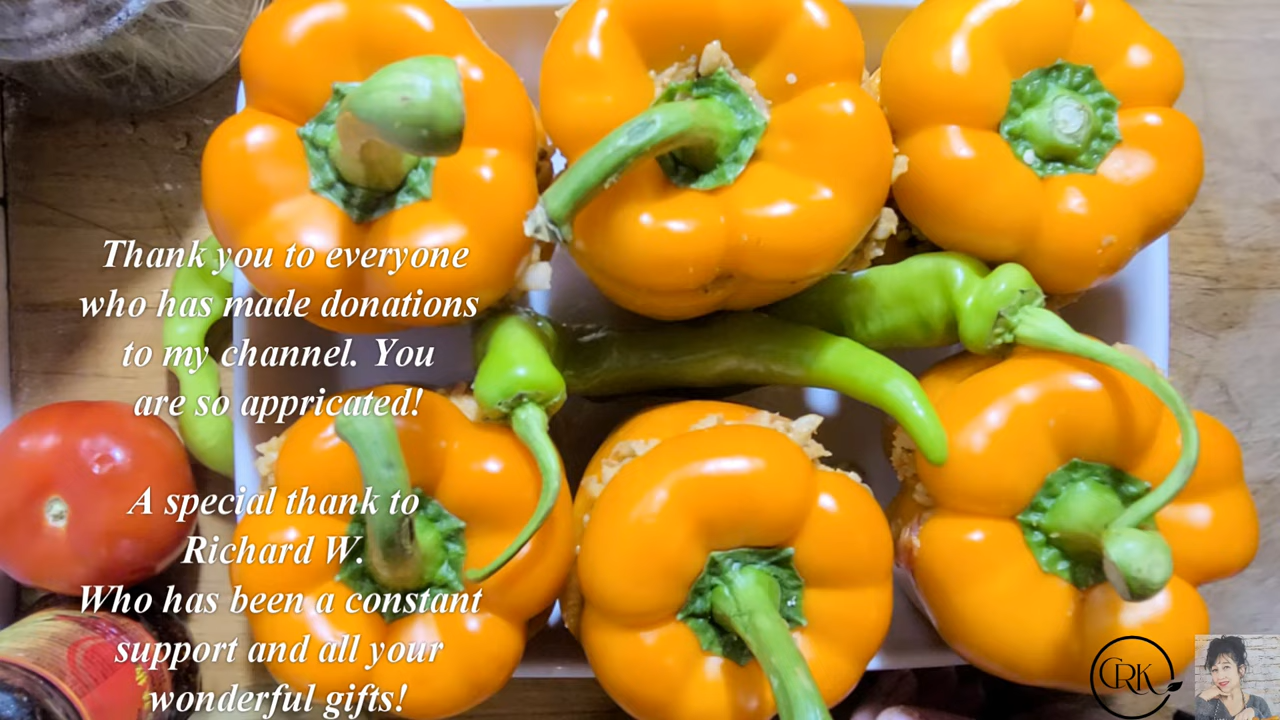 Thank you to everyone
who has made donations
to my channel. You
are so appricated!
A special thank to
Richard W.
Who has been a constant
support and all your
wonderful gifts!
CRK